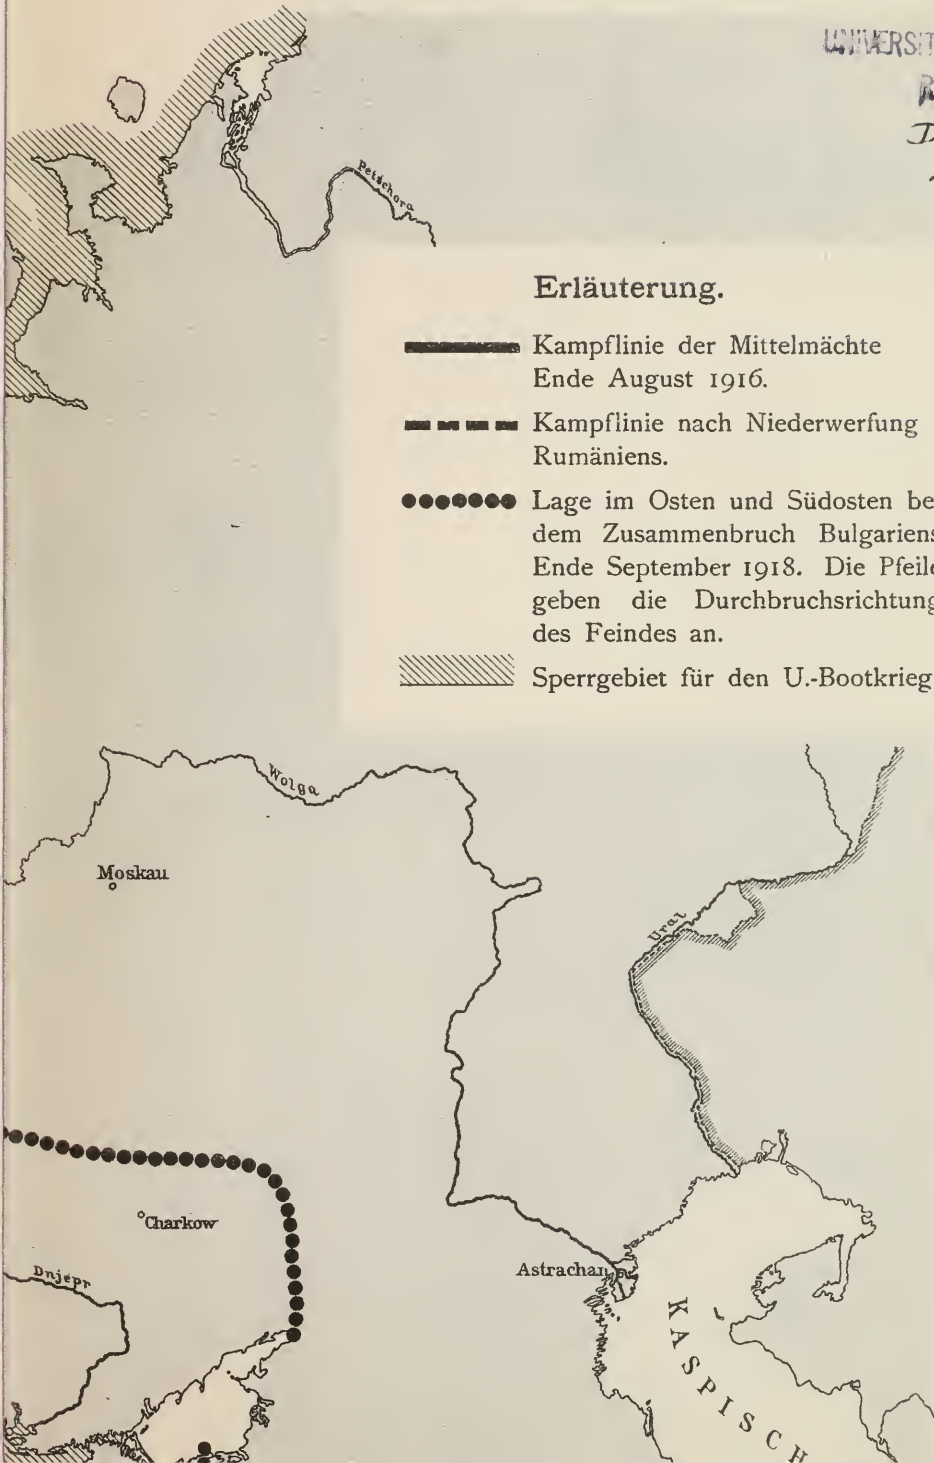 Petschora
Erläuterung.
Kampflinie der Mittelmächte
Ende August 1916.
Kampflinie nach Niederwerfung
Rumäniens.
Lage im Osten und Südosten be
dem Zusammenbruch Bulgariens
Ende September 1918. Die Pfeile
geben die Durchbruchsrichtung
des Feindes an.
Sperrgebiet für den U.-Bootkrieg
Wolga
Moskau
Ural
Charkow
Dnjepr
Astrachan
KASPISCH